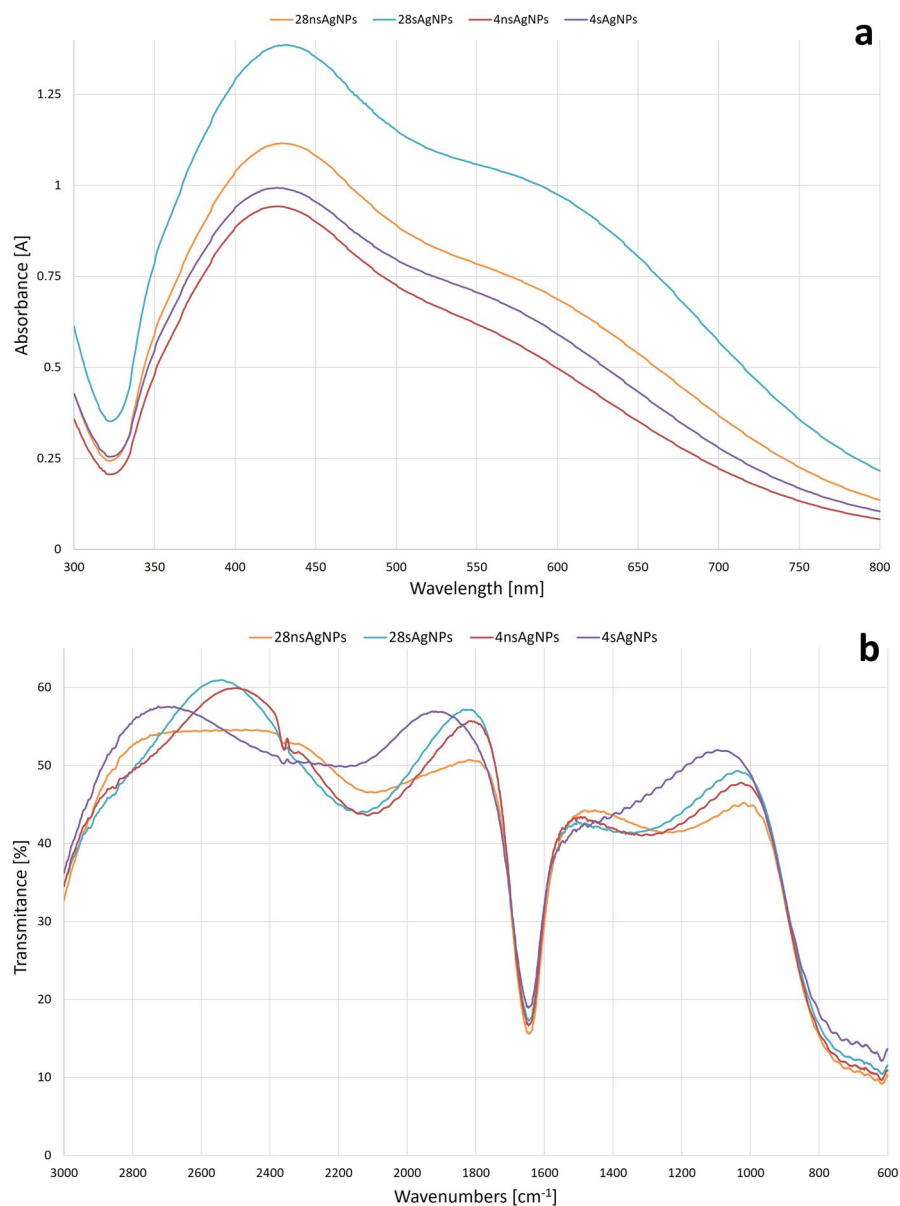 28nsAgNPs 28sAgNPs 4nsAgNPs 4sAgNPs
a
1.25
1
0.75
0.5
0.25
0
Absorbance [A]
300 350 400 450 500 550 600 650 700 750 800
Wavelength [nm]
28nsAgNPs 28sAgNPs 4nsAgNPs 4sAgNPs
b
60
50
40
30
20
10
0
Transmitance [%]
3000 2800 2600 2400 2200 2000 1800 1600 1400 1200 1000 800 600
Wavenumbers [cm⁻¹]